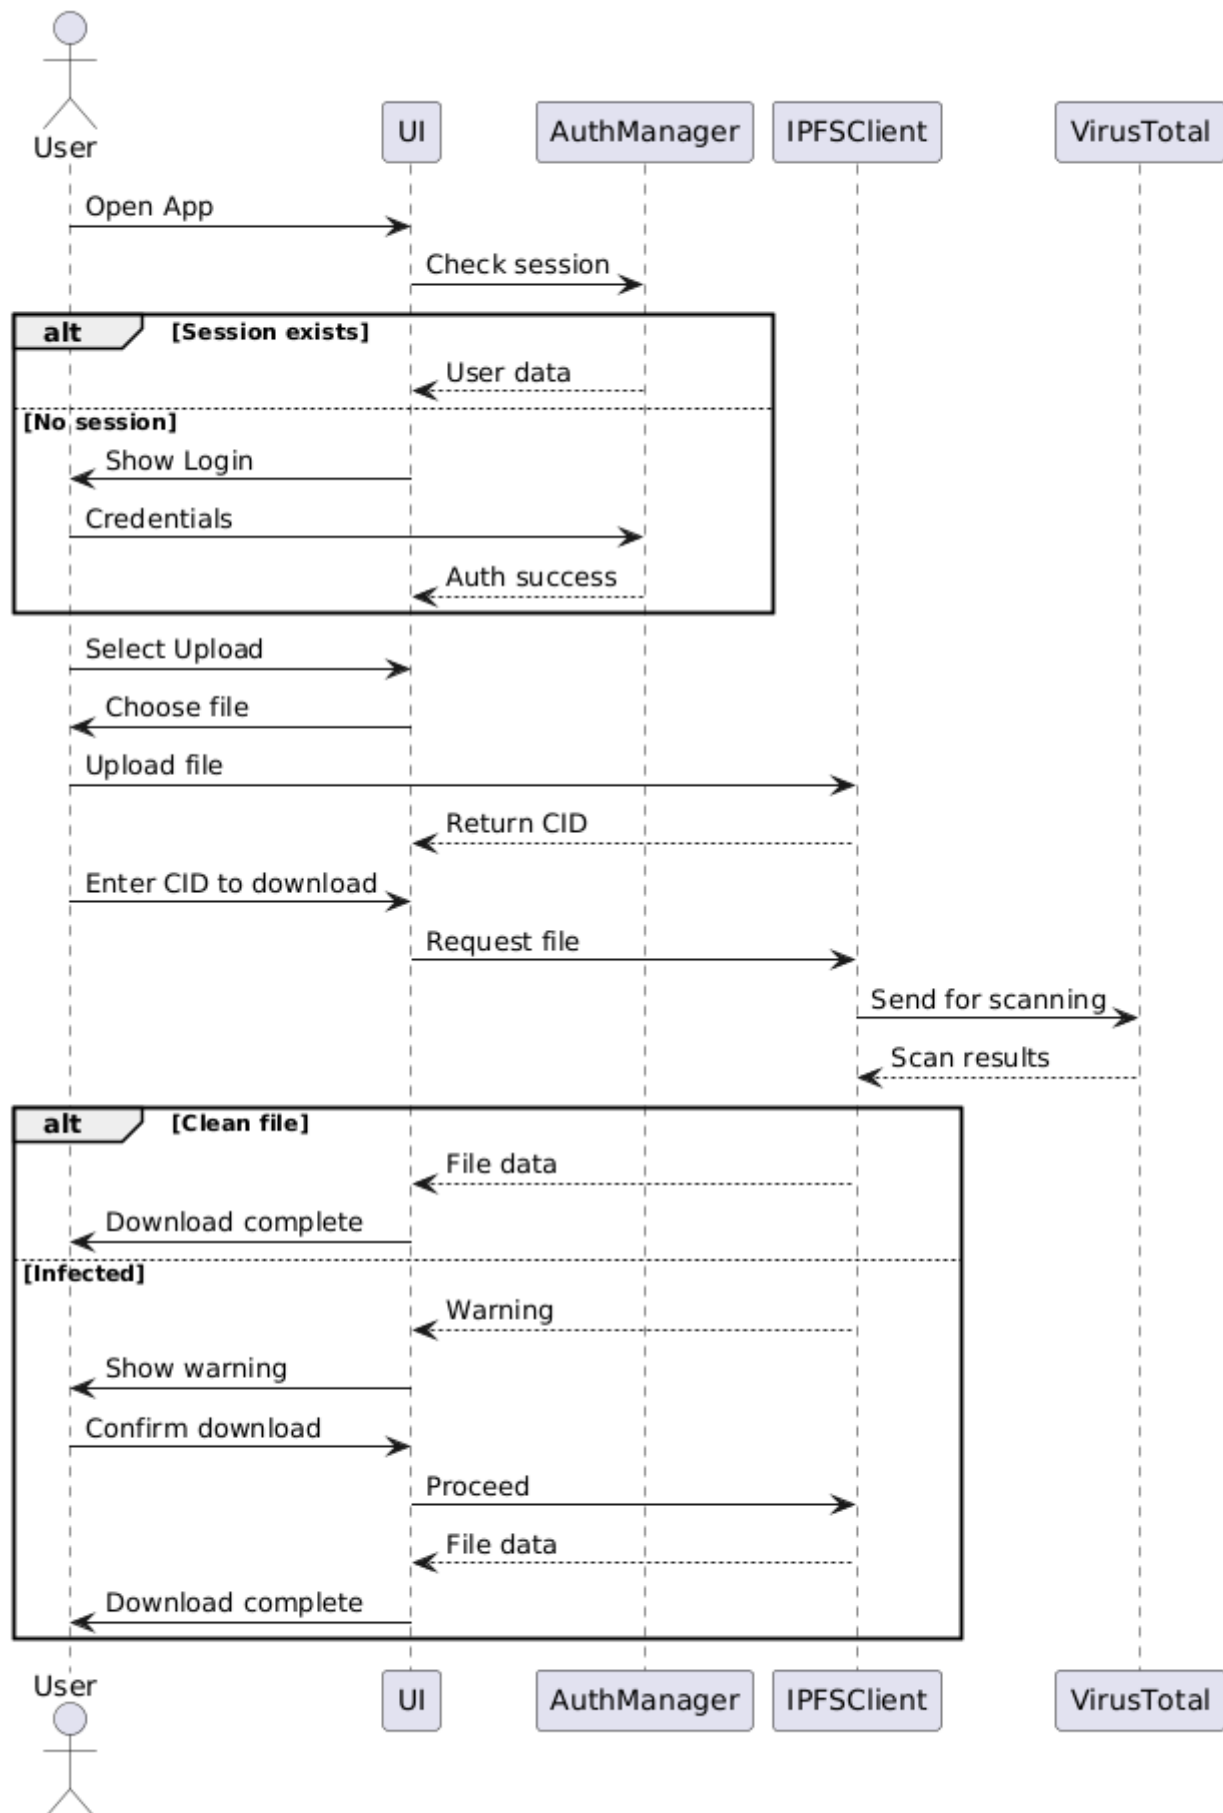 User
UI
AuthManager
IPFSClient
VirusTotal
Open App
Check session
alt
[Session exists]
User data
[No session]
Show Login
Credentials
Auth success
Select Upload
Choose file
Upload file
Return CID
Enter CID to download
Request file
Send for scanning
Scan results
alt
[Clean file]
File data
Download complete
[Infected]
Warning
Show warning
Confirm download
Proceed
File data
Download complete
User
UI
AuthManager
IPFSClient
VirusTotal